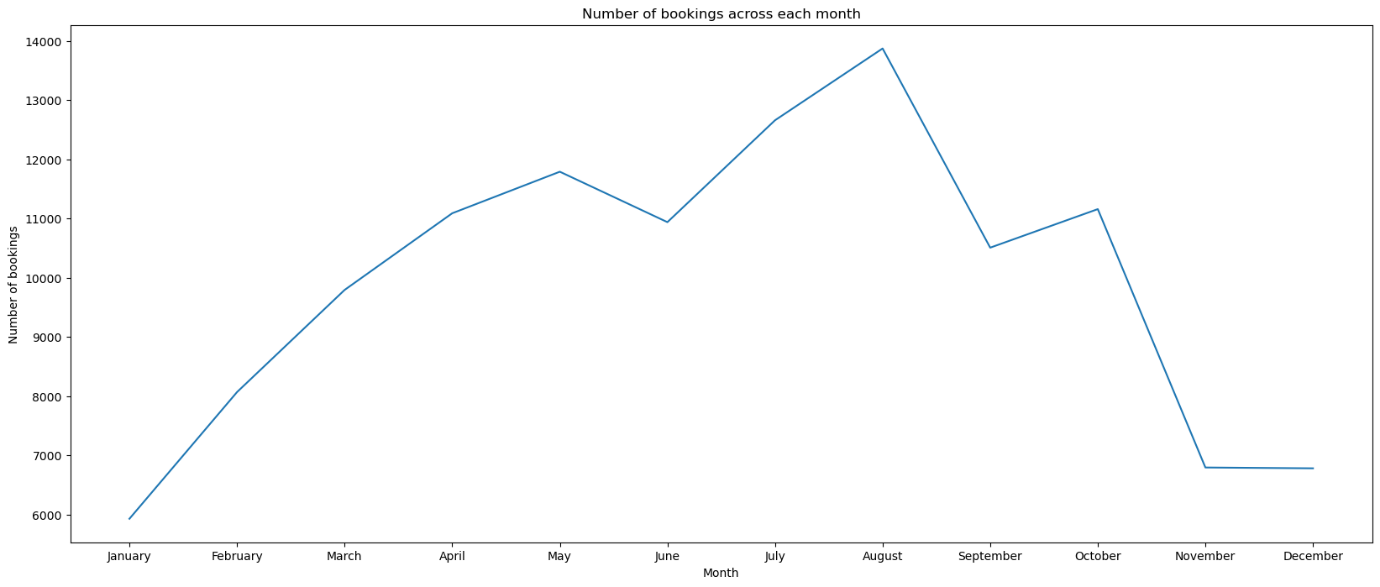 Number of bookings across each month
14000
13000
12000
11000
10000
9000
8000
7000
6000
Number of bookings
January February March April May June July August September October November December
Month